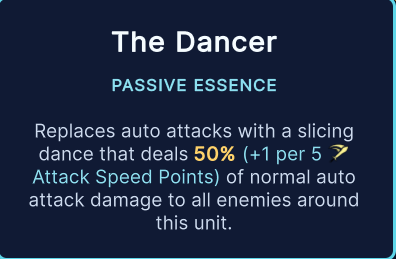 The Dancer
PASSIVE ESSENCE
Replaces auto attacks with a slicing
dance that deals 50% (+1 per 5
Attack Speed Points) of normal auto
attack damage to all enemies around
this unit.